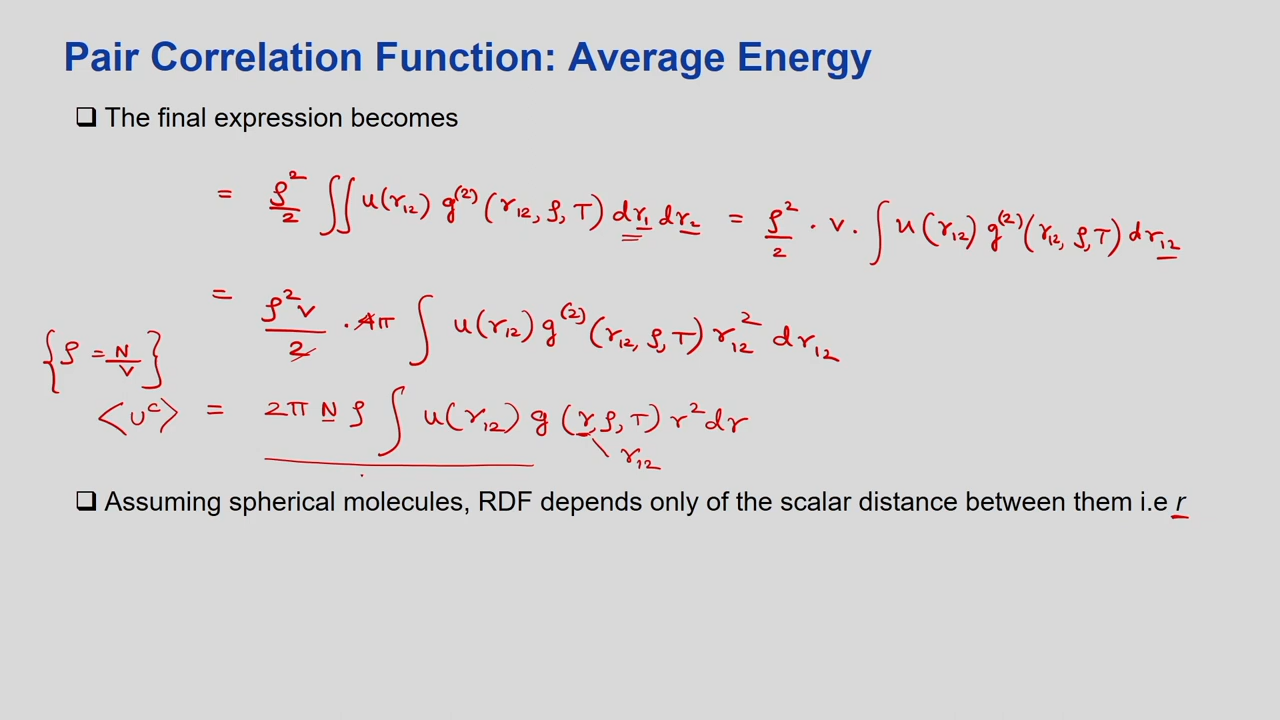 Pair Correlation Function: Average Energy
❑ The final expression becomes
= ρ²/2 ∬ u(r₁₂) g⁽²⁾(r₁₂, ρ, T) dr₁ dr₂ = ρ²/2 · V · ∫ u(r₁₂) g⁽²⁾(r₁₂, ρ, T) dr₁₂
= ρ²V/2 · 4π ∫ u(r₁₂) g⁽²⁾(r₁₂, ρ, T) r₁₂² dr₁₂
{ρ = N/V}
⟨Uᶜ⟩ = 2π N ρ ∫ u(r₁₂) g (r, ρ, T) r² dr
r₁₂
❑ Assuming spherical molecules, RDF depends only of the scalar distance between them i.e r